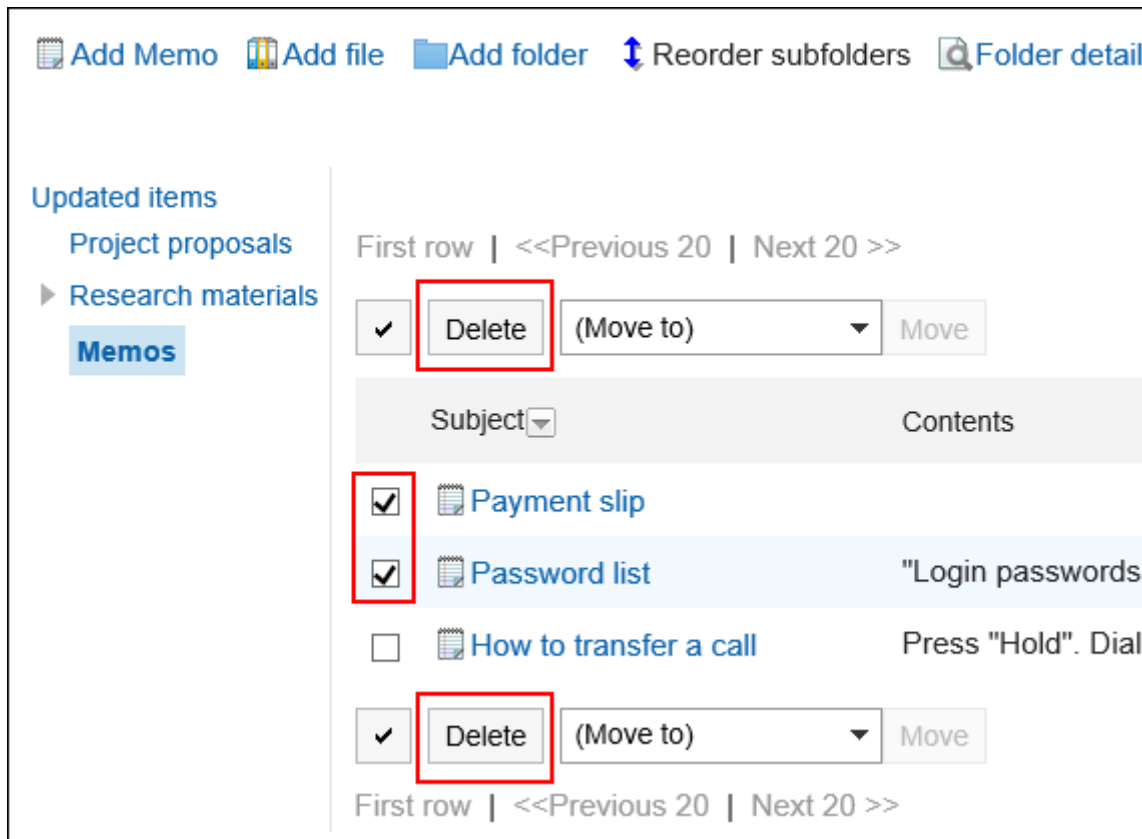 Add Memo Add file Add folder Reorder subfolders Folder detail
Updated items
Project proposals
Research materials
Memos
First row | <<Previous 20 | Next 20 >>
Delete (Move to) Move
Subject Contents
Payment slip
Password list "Login passwords
How to transfer a call Press "Hold". Dial
Delete (Move to) Move
First row | <<Previous 20 | Next 20 >>